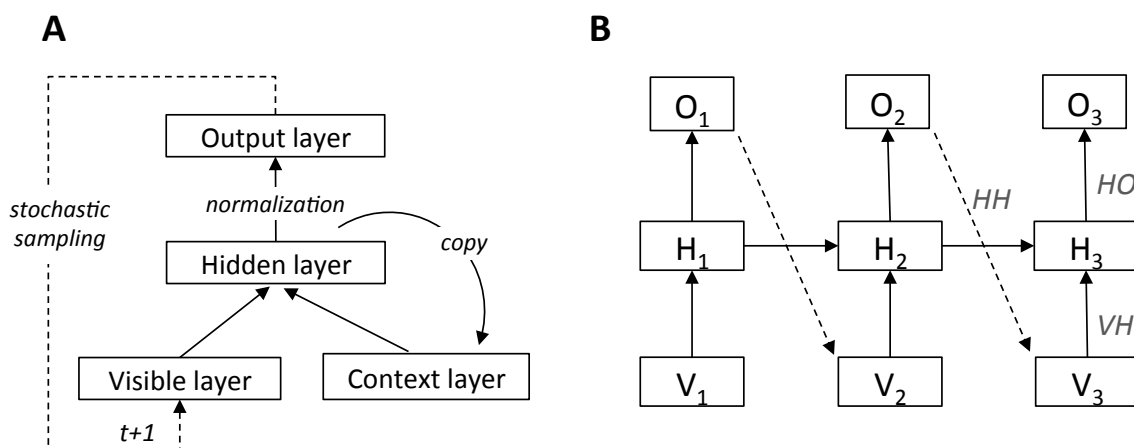 A
Output layer
stochastic
sampling
normalization
copy
Hidden layer
Visible layer
Context layer
t+1
B
O₁
O₂
O₃
HO
HH
H₁
H₂
H₃
VH
V₁
V₂
V₃